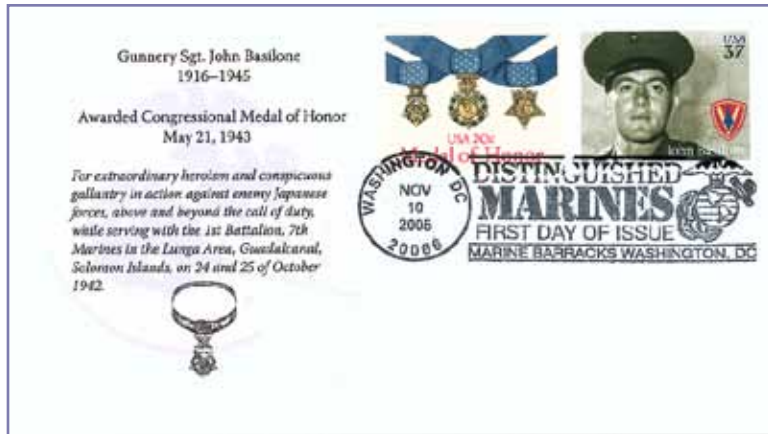 Gunnery Sgt. John Basilone
1916–1945
Awarded Congressional Medal of Honor
May 21, 1943
For extraordinary heroism and conspicuous
gallantry in action against enemy Japanese
forces, above and beyond the call of duty,
while serving with the 1st Battalion, 7th
Marines in the Lunga Area, Guadalcanal,
Solomon Islands, on 24 and 25 of October
1942.
USA 20c
Medal of Honor
USA
37
John Basilone
WASHINGTON DC
NOV
10
2005
DISTINGUISHED
MARINES
FIRST DAY OF ISSUE
MARINE BARRACKS WASHINGTON, DC